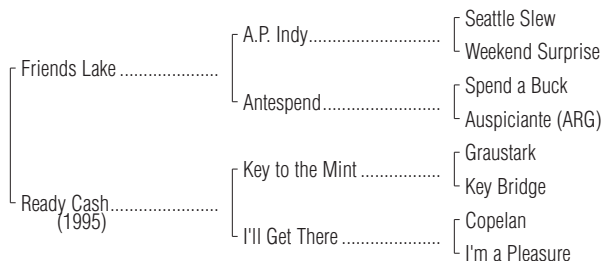 Seattle Slew
A.P. Indy..............................
Weekend Surprise
Friends Lake ......................
Spend a Buck
Antespend...........................
Auspiciante (ARG)
Graustark
Key to the Mint ..................
Key Bridge
Ready Cash........................
(1995)
Copelan
I'll Get There ......................
I'm a Pleasure